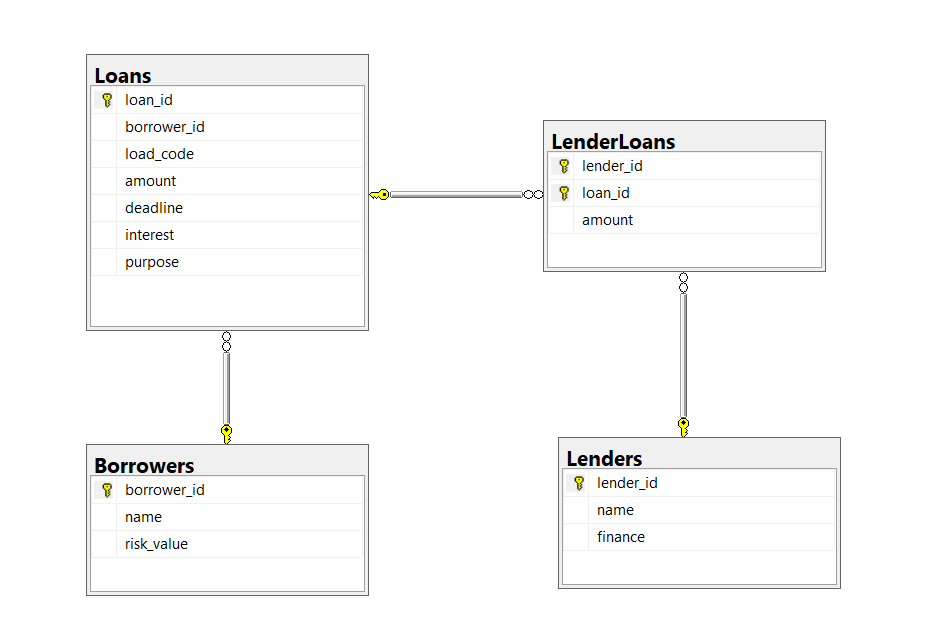 Loans
loan_id
borrower_id
load_code
amount
deadline
interest
purpose
LenderLoans
lender_id
loan_id
amount
Borrowers
borrower_id
name
risk_value
Lenders
lender_id
name
finance